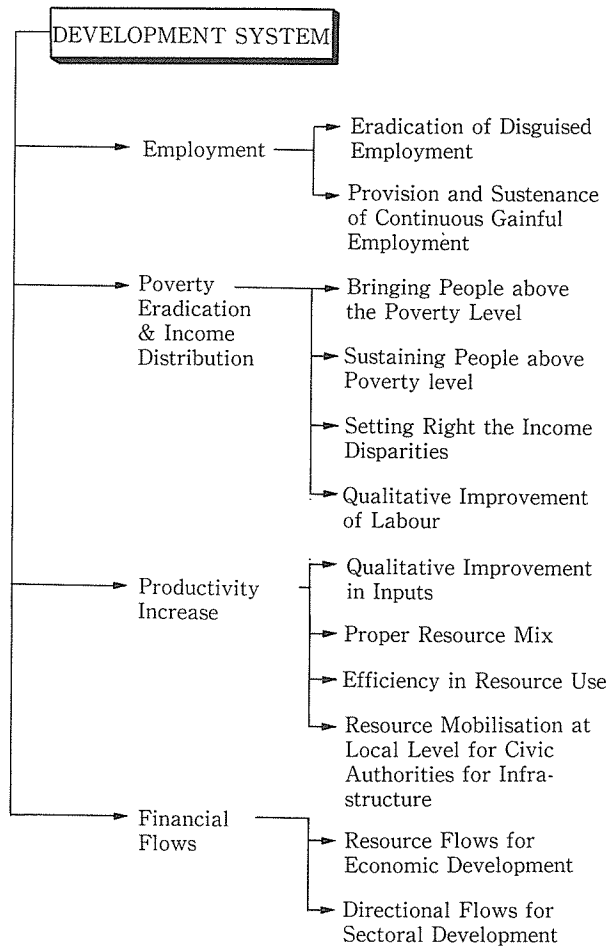 DEVELOPMENT SYSTEM
Employment
Eradication of Disguised
Employment
Provision and Sustenance
of Continuous Gainful
Employment
Poverty
Eradication
& Income
Distribution
Bringing People above
the Poverty Level
Sustaining People above
Poverty level
Setting Right the Income
Disparities
Qualitative Improvement
of Labour
Productivity
Increase
Qualitative Improvement
in Inputs
Proper Resource Mix
Efficiency in Resource Use
Resource Mobilisation at
Local Level for Civic
Authorities for Infra-
structure
Financial
Flows
Resource Flows for
Economic Development
Directional Flows for
Sectoral Development